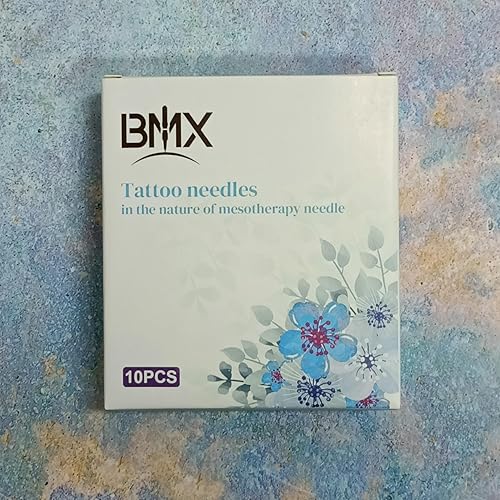 BMX
Tattoo needles
in the nature of mesotherapy needle
10PCS